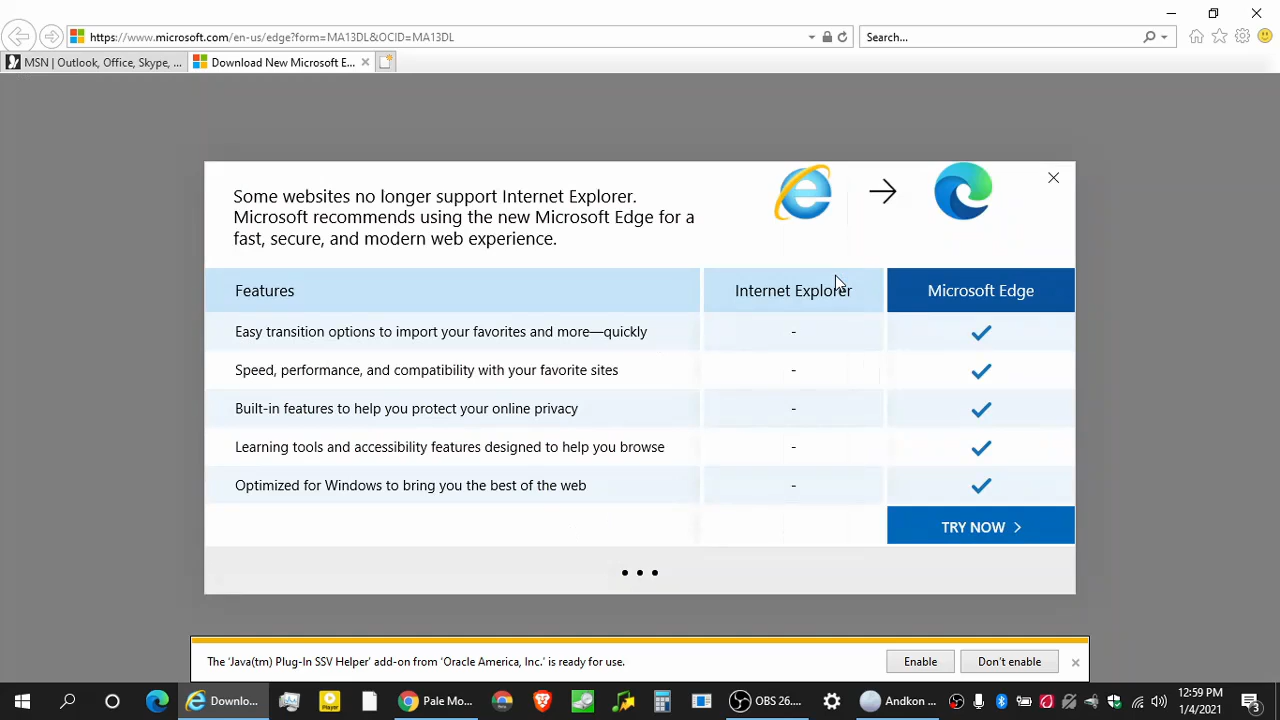 https://www.microsoft.com/en-us/edge?form=MA13DL&OCID=MA13DL
Search...
MSN | Outlook, Office, Skype, ...
Download New Microsoft E...
Some websites no longer support Internet Explorer.
Microsoft recommends using the new Microsoft Edge for a
fast, secure, and modern web experience.
Features
Internet Explorer
Microsoft Edge
Easy transition options to import your favorites and more—quickly
-
Speed, performance, and compatibility with your favorite sites
-
Built-in features to help you protect your online privacy
-
Learning tools and accessibility features designed to help you browse
-
Optimized for Windows to bring you the best of the web
-
TRY NOW
The 'Java(tm) Plug-In SSV Helper' add-on from 'Oracle America, Inc.' is ready for use.
Enable
Don't enable
Downlo...
Player
Pale Mo...
OBS 26....
Andkon ...
12:59 PM
1/4/2021
3